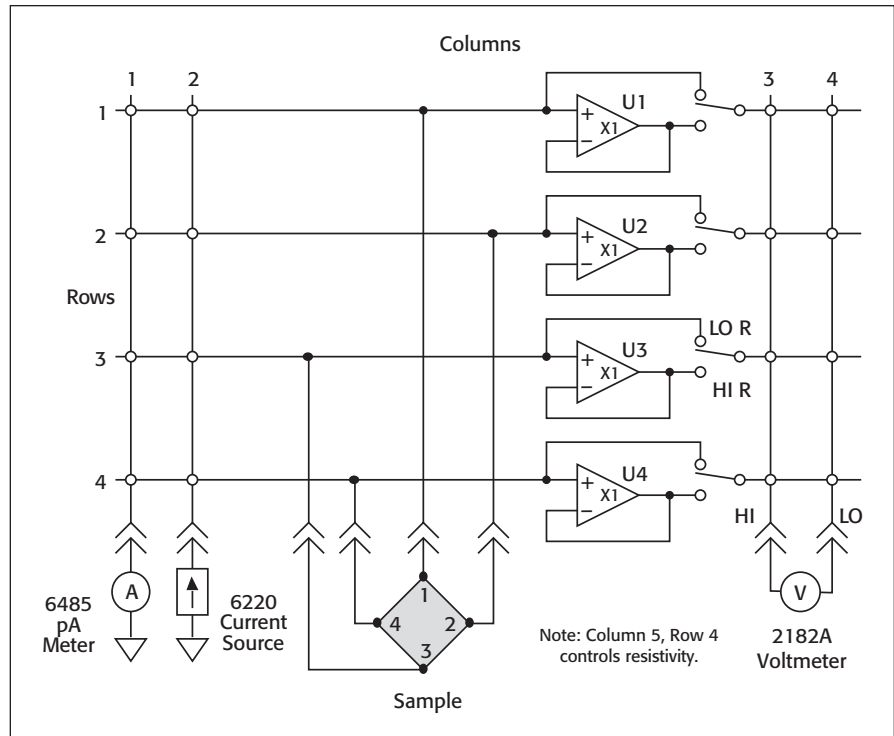 Columns
1 2 3 4
1
U1
+
X1
−
2
U2
+
X1
−
Rows
LO R
3
U3
+
X1
−
HI R
4
U4
+
X1
−
HI LO
A
6485
pA
Meter
6220
Current
Source
1
4 2
3
Sample
Note: Column 5, Row 4
controls resistivity.
V
2182A
Voltmeter